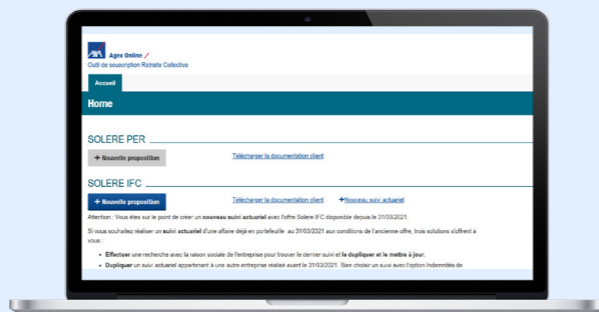 AXA
Agex Online
Outil de souscription Retraite Collective
Accueil
Home
SOLERE PER
+ Nouvelle proposition Télécharger la documentation client
SOLERE IFC
+ Nouvelle proposition Télécharger la documentation client +Nouveau suivi actuariel
Attention : Vous êtes sur le point de créer un nouveau suivi actuariel avec l'offre Solere IFC disponible depuis le 31/03/2021.
Si vous souhaitez réaliser un suivi actuariel d'une affaire déjà en portefeuille au 31/03/2021 aux conditions de l'ancienne offre, trois solutions s'offrent à
vous :
• Effectuer une recherche avec la raison sociale de l'entreprise pour trouver le dernier suivi et le dupliquer et le mettre à jour.
• Dupliquer un suivi actuariel appartenant à une autre entreprise réalisé avant le 31/03/2021. Bien choisir un suivi avec l'option Indemnités de